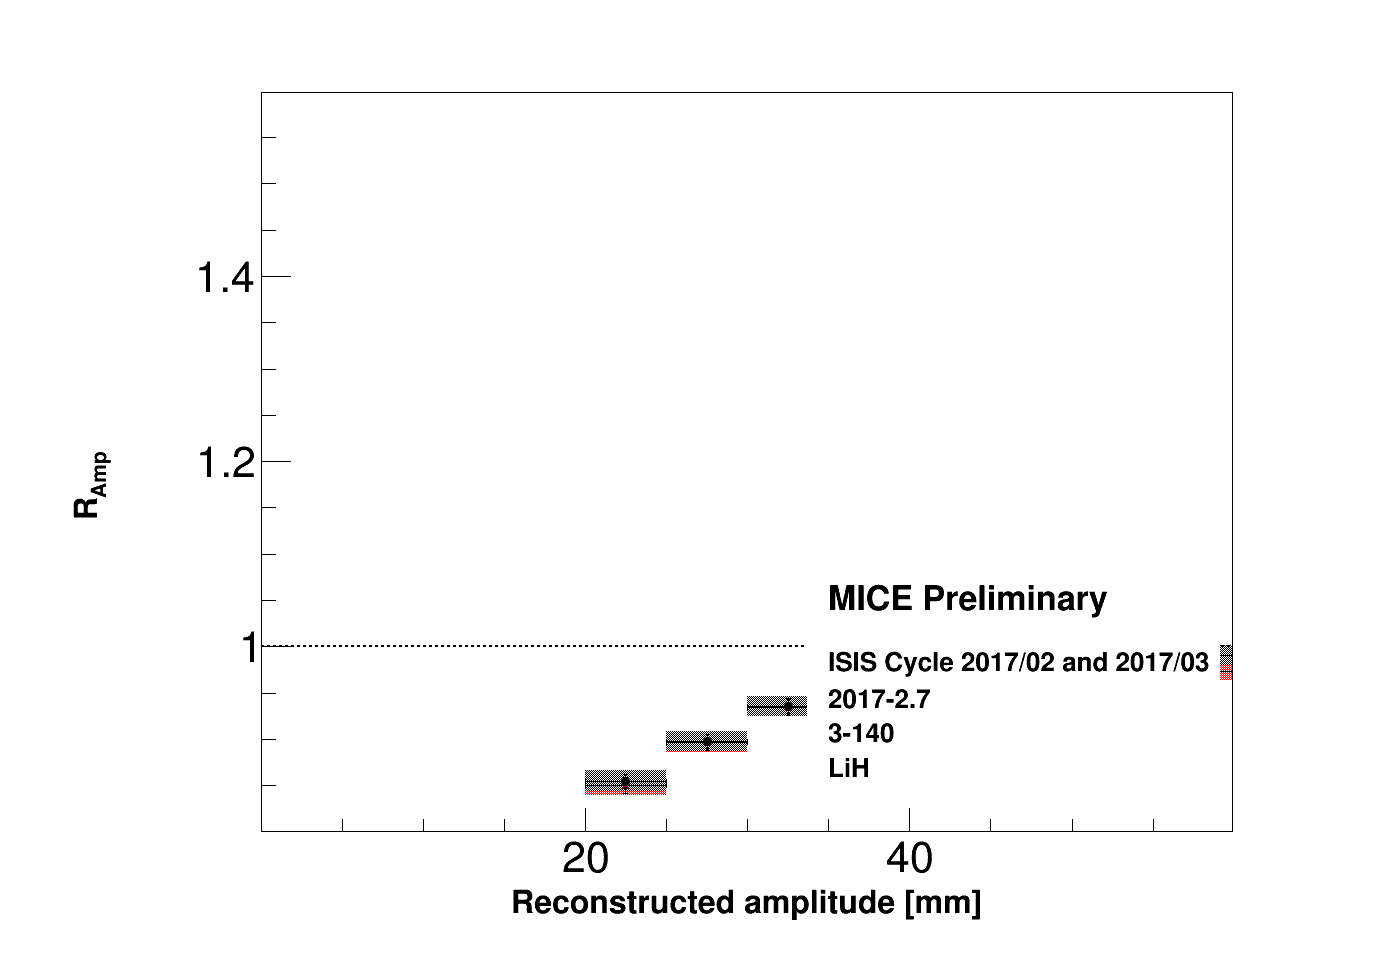 1.4
1.2
R_Amp
MICE Preliminary
1
ISIS Cycle 2017/02 and 2017/03
2017-2.7
3-140
LiH
20 40
Reconstructed amplitude [mm]